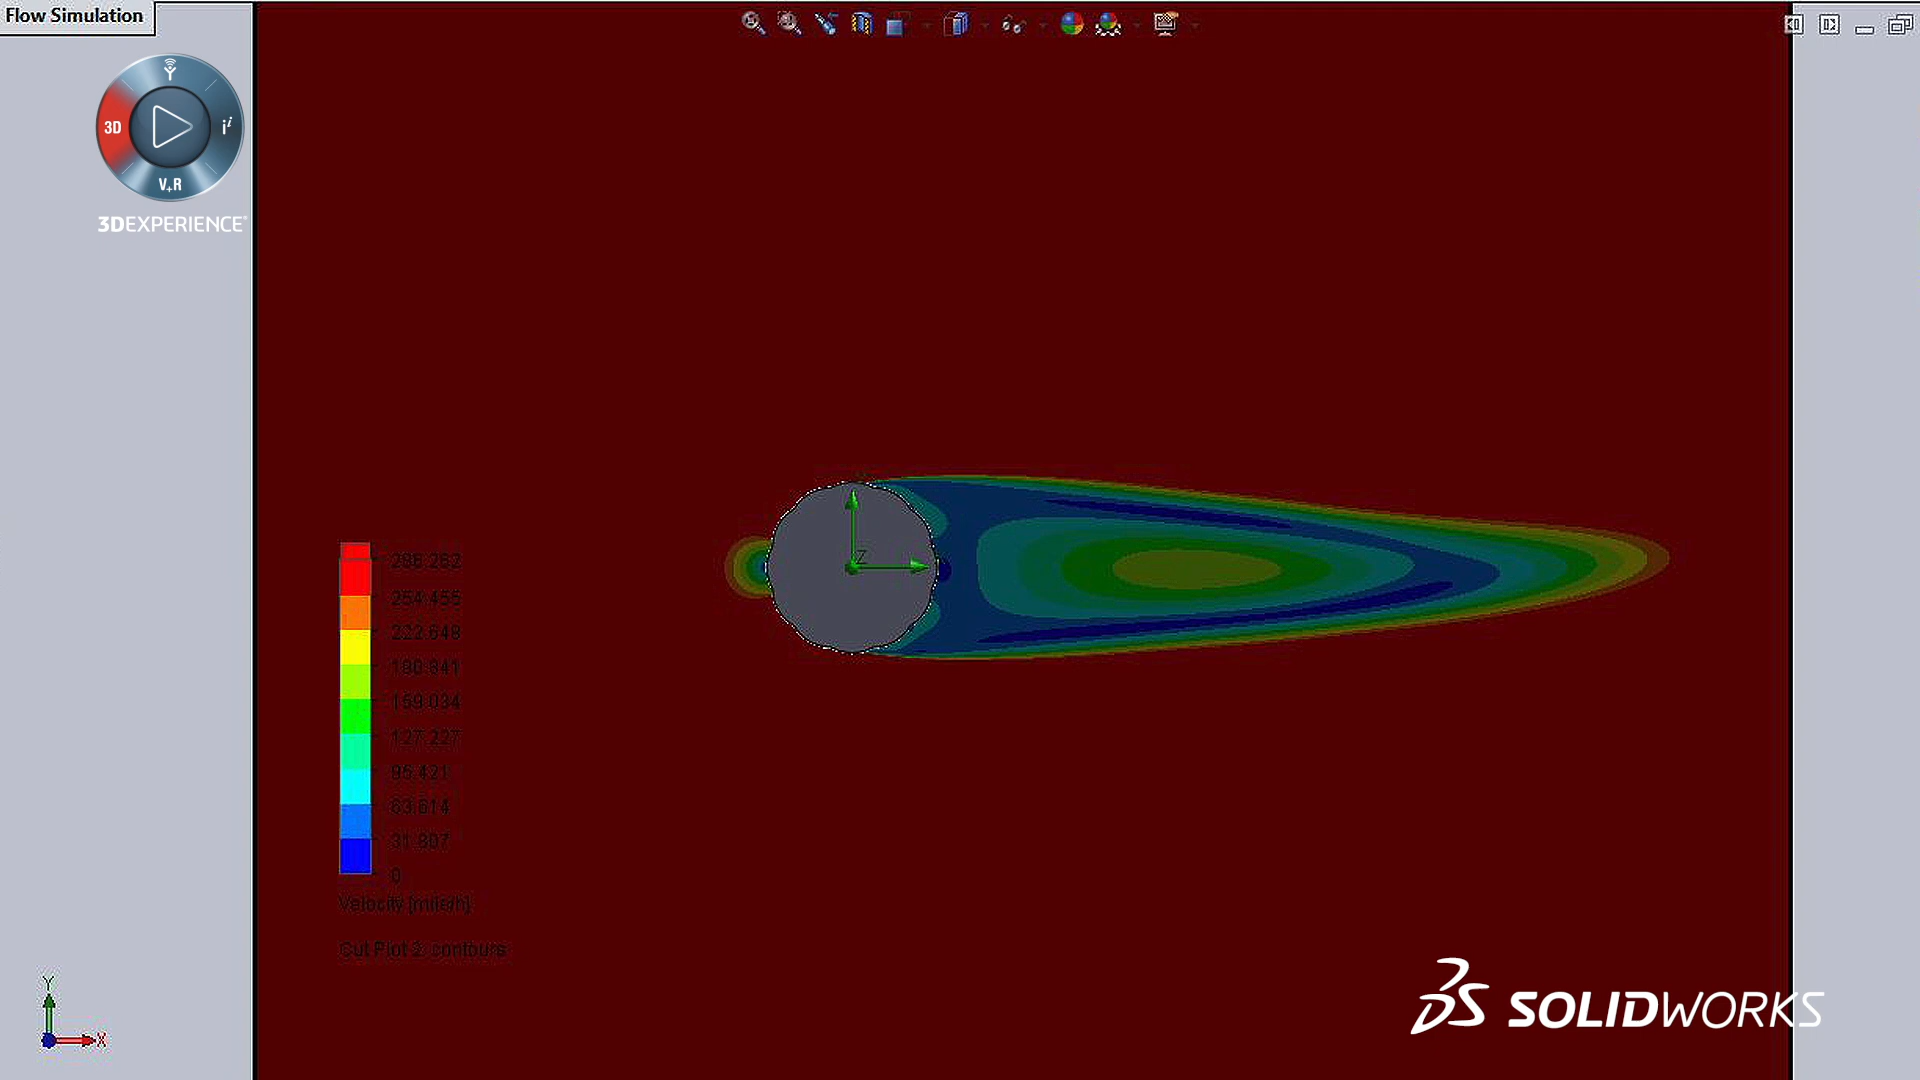 Flow Simulation
3D
i i
V+R
3DEXPERIENCE
286.262
254.455
222.648
190.841
159.034
127.227
95.421
63.614
31.807
0
Velocity [mile/h]
Cut Plot 2: contours
Z
Y
X
SOLIDWORKS